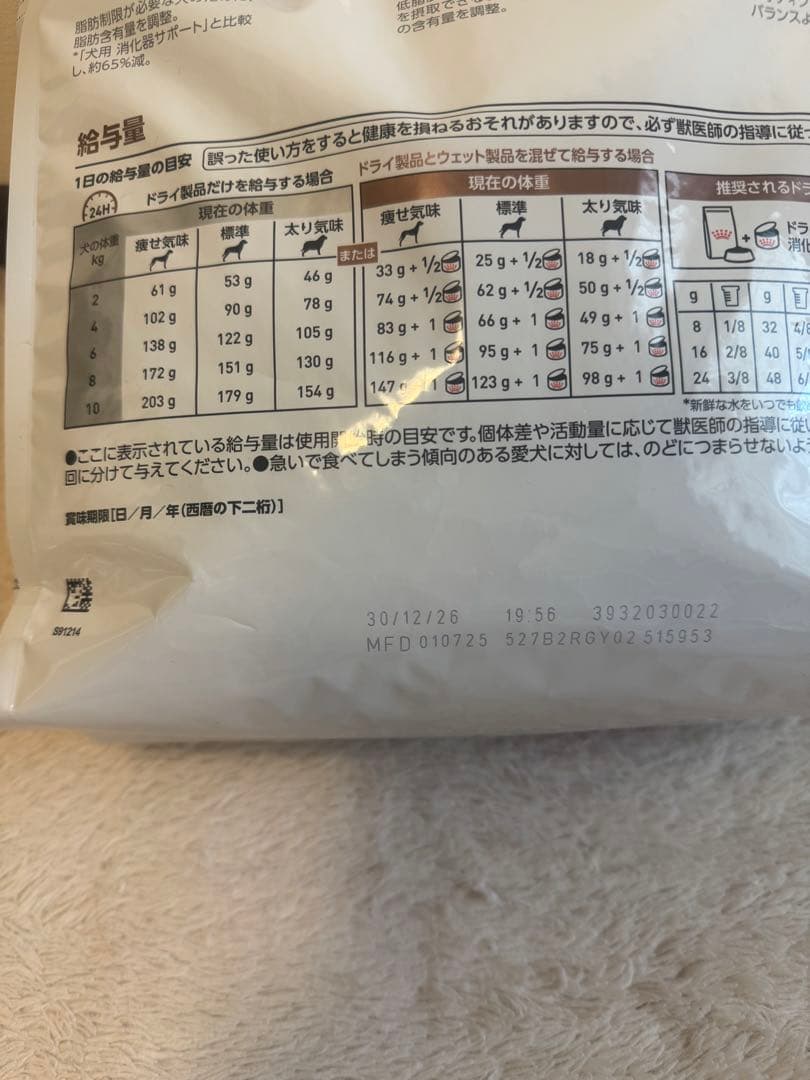 脂肪制限が必要な
脂肪含有量を調整。
*「犬用 消化器サポート」と比較
し、約65%減。
低脂
を摂取でき
の含有量を調整。
バランスよ
給与量
1日の給与量の目安
誤った使い方をすると健康を損ねるおそれがありますので、必ず獣医師の指導に従っ
24H
ドライ製品だけを給与する場合
ドライ製品とウェット製品を混ぜて給与する場合
現在の体重
現在の体重
推奨されるドラ
犬の体重 kg 痩せ気味 標準 太り気味
または
痩せ気味 標準 太り気味
+ ドラ
消化
2 61 g 53 g 46 g 33 g + 1/2 25 g + 1/2 18 g + 1/2
4 102 g 90 g 78 g 74 g + 1/2 62 g + 1/2 50 g + 1/2
6 138 g 122 g 105 g 83 g + 1 66 g + 1 49 g + 1
8 172 g 151 g 130 g 116 g + 1 95 g + 1 75 g + 1
10 203 g 179 g 154 g 147 1 123 g + 1 98 g + 1
g g
8 1/8 32 4/8
16 2/8 40 5/
24 3/8 48 6/
*新鮮な水をいつでも
●ここに表示されている給与量は使用開 時の目安です。個体差や活動量に応じて獣医師の指導に従い
回に分けて与えてください。●急いで食べてしまう傾向のある愛犬に対しては、のどにつまらせないよ
賞味期限[日/月/年(西暦の下二桁)]
S91214
30/12/26 19:56 3932030022
MFD 010725 527B2RGY02 515953